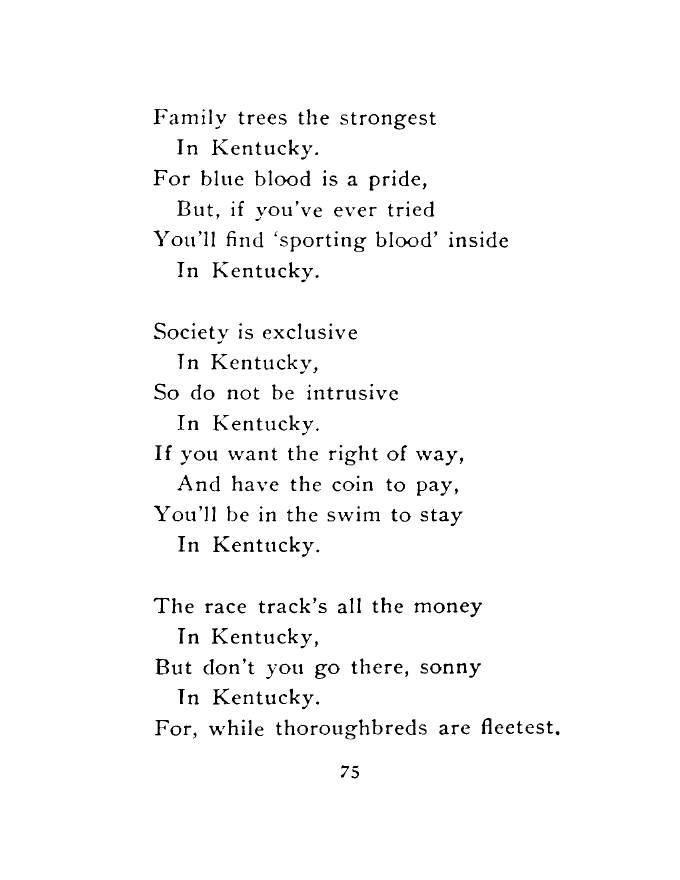 Family trees the strongest
In Kentucky.
For blue blood is a pride,
But, if you've ever tried
You'll find ‘sporting blood’ inside
In Kentucky.

Society is exclusive
In Kentucky,
So do not be intrusive
In Kentucky.
If you want the right of way,
And have the coin to pay,
You'll be in the swim to stay
In Kentucky.

The race track's all the money
In Kentucky,
But don't you go there, sonny
In Kentucky.
For, while thoroughbreds are fleetest.
75